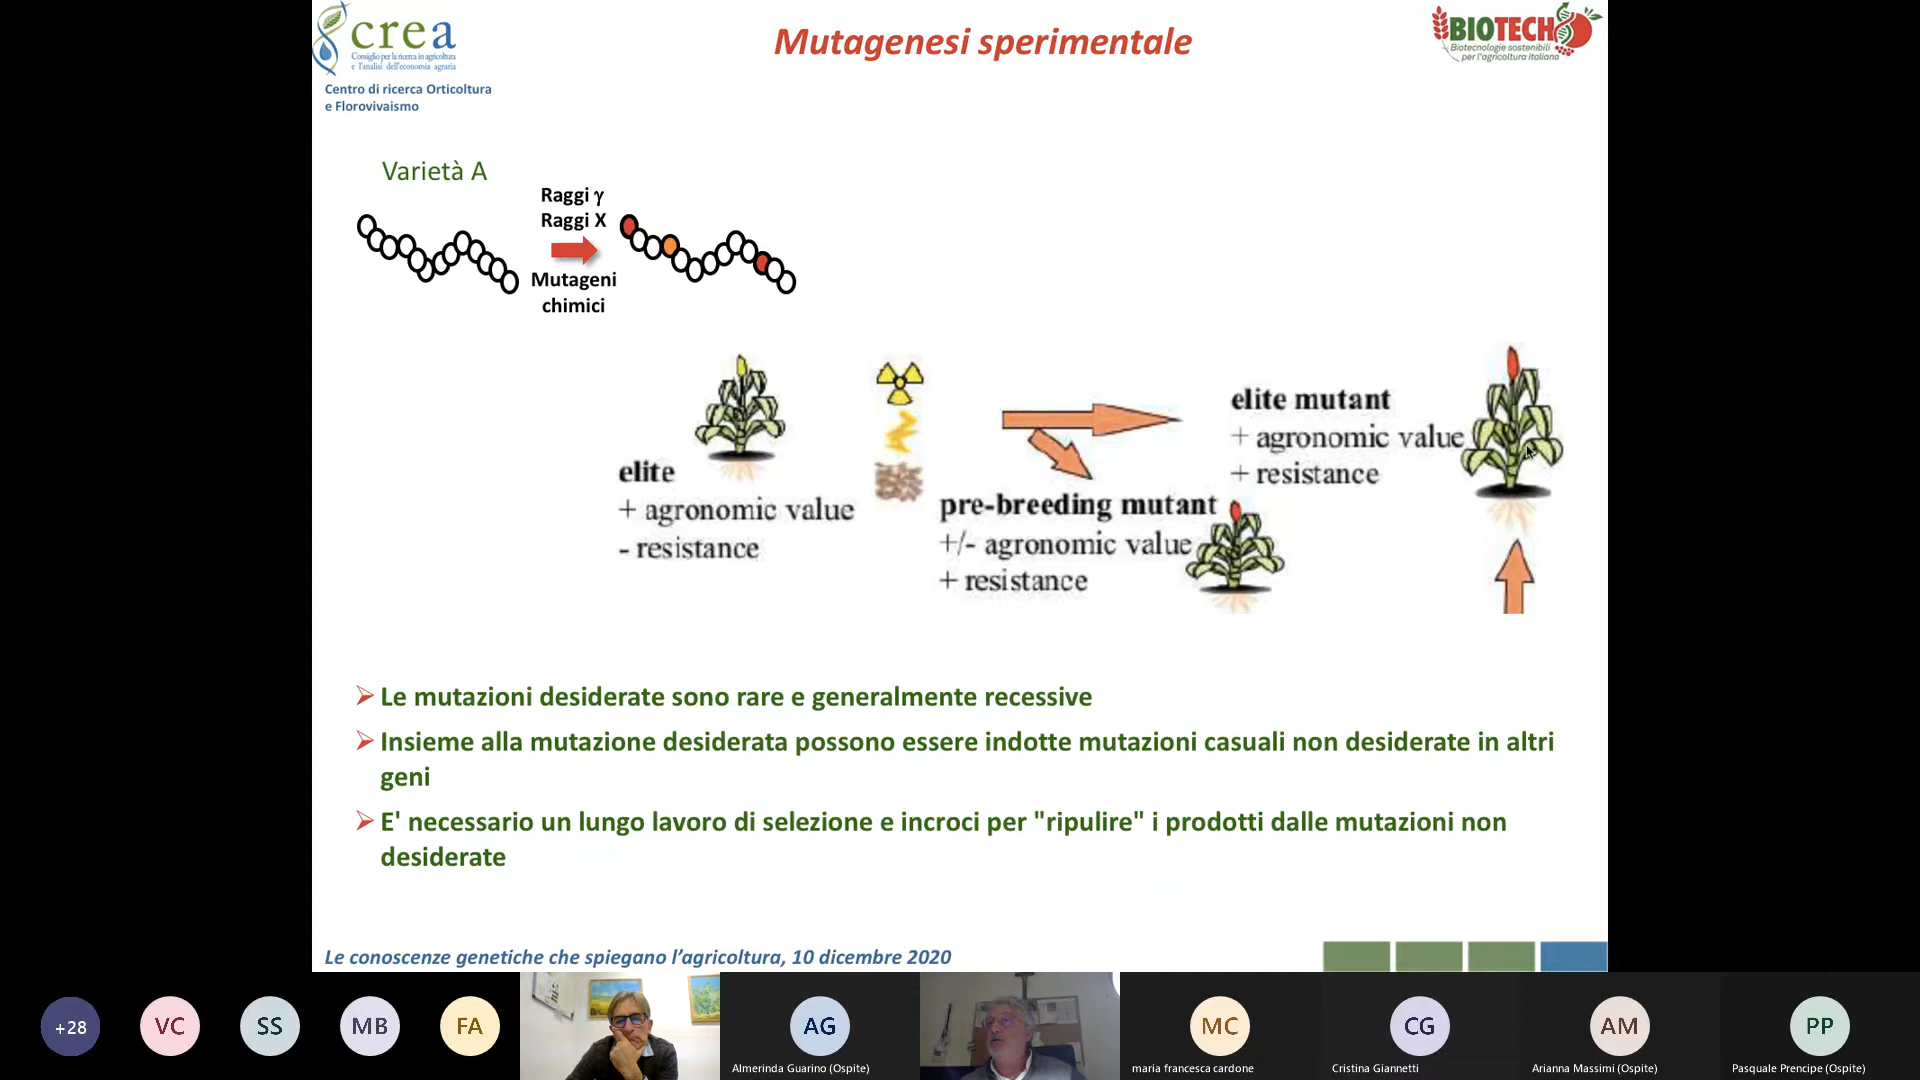 crea
Consiglio per la ricerca in agricoltura
e l'analisi dell'economia agraria
Centro di ricerca Orticoltura
e Florovivaismo
Mutagenesi sperimentale
BIOTECH
Biotecnologie sostenibili
per l'agricoltura italiana
Varietà A
Raggi γ
Raggi X
Mutageni
chimici
elite
+ agronomic value
- resistance
pre-breeding mutant
+/- agronomic value
+ resistance
elite mutant
+ agronomic value
+ resistance
Le mutazioni desiderate sono rare e generalmente recessive
Insieme alla mutazione desiderata possono essere indotte mutazioni casuali non desiderate in altri
geni
E' necessario un lungo lavoro di selezione e incroci per "ripulire" i prodotti dalle mutazioni non
desiderate
Le conoscenze genetiche che spiegano l’agricoltura, 10 dicembre 2020
+28
VC
SS
MB
FA
AG
Almerinda Guarino (Ospite)
MC
maria francesca cardone
CG
Cristina Giannetti
AM
Arianna Massimi (Ospite)
PP
Pasquale Prencipe (Ospite)